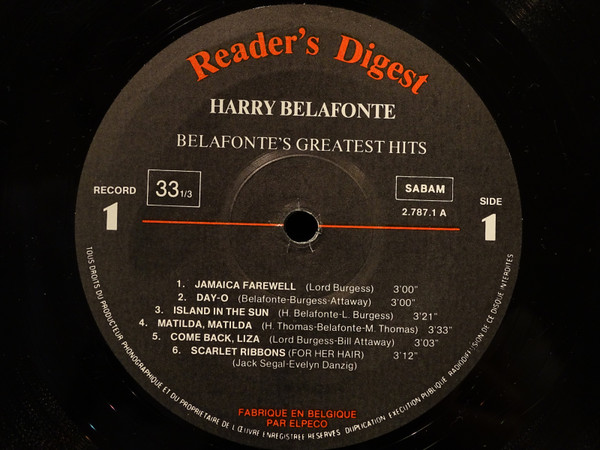 Reader's Digest
HARRY BELAFONTE
BELAFONTE'S GREATEST HITS
RECORD
1
33 1/3
SABAM
2.787.1 A
SIDE
1
1. JAMAICA FAREWELL (Lord Burgess) 3'00"
2. DAY-O (Belafonte-Burgess-Attaway) 3'00"
3. ISLAND IN THE SUN (H. Belafonte-L. Burgess) 3'21"
4. MATILDA, MATILDA (H. Thomas-Belafonte-M. Thomas) 3'33"
5. COME BACK, LIZA (Lord Burgess-Bill Attaway) 3'03"
6. SCARLET RIBBONS (FOR HER HAIR) 3'12"
(Jack Segal-Evelyn Danzig)
FABRIQUE EN BELGIQUE
PAR ELPECO
TOUS DROITS DU PRODUCTEUR PHONOGRAPHIQUE ET DU PROPRIETAIRE DE L'ŒUVRE ENREGISTREE RESERVES DUPLICATION EXECUTION PUBLIQUE RADIODIFFUSION DE CE DISQUE INTERDITES